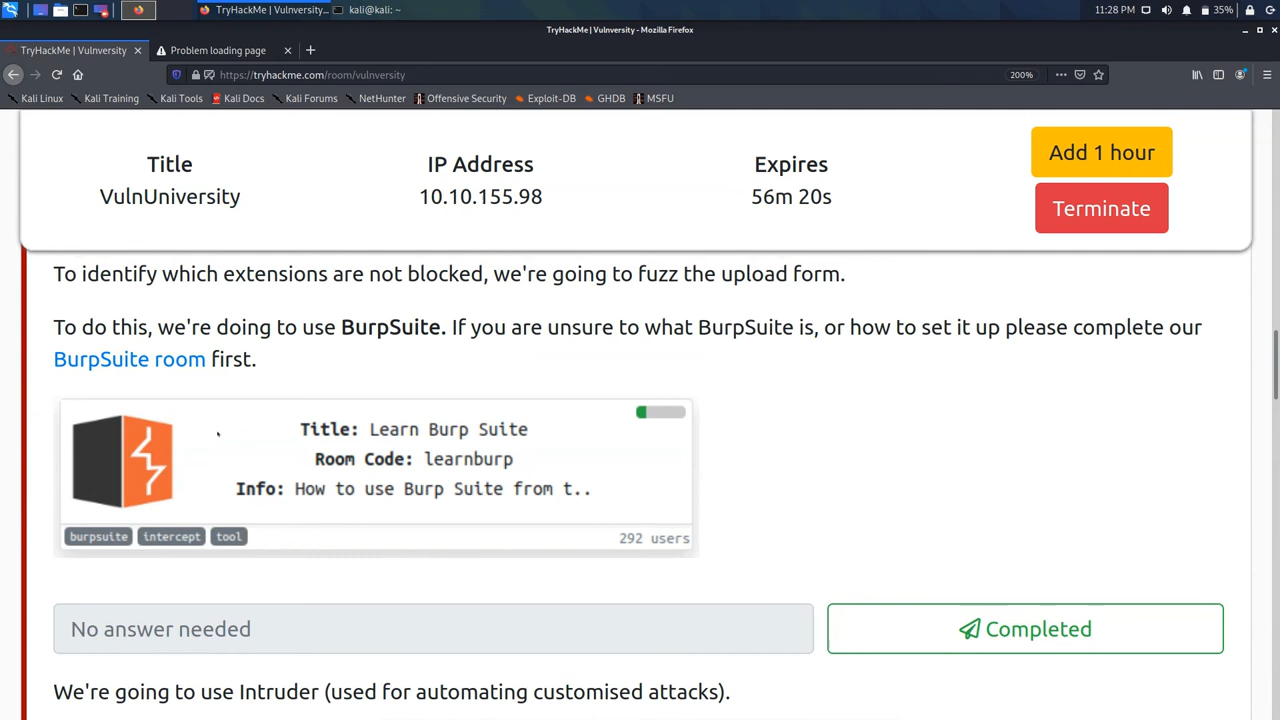 TryHackMe | Vulnversity... kali@kali: ~ 11:28 PM 35%
TryHackMe | Vulnversity - Mozilla Firefox
TryHackMe | Vulnversity Problem loading page
https://tryhackme.com/room/vulnversity 200%
Kali Linux Kali Training Kali Tools Kali Docs Kali Forums NetHunter Offensive Security Exploit-DB GHDB MSFU
Title IP Address Expires Add 1 hour
VulnUniversity 10.10.155.98 56m 20s Terminate
To identify which extensions are not blocked, we're going to fuzz the upload form.
To do this, we're doing to use BurpSuite. If you are unsure to what BurpSuite is, or how to set it up please complete our
BurpSuite room first.
Title: Learn Burp Suite
Room Code: learnburp
Info: How to use Burp Suite from t..
burpsuite intercept tool 292 users
No answer needed Completed
We're going to use Intruder (used for automating customised attacks).